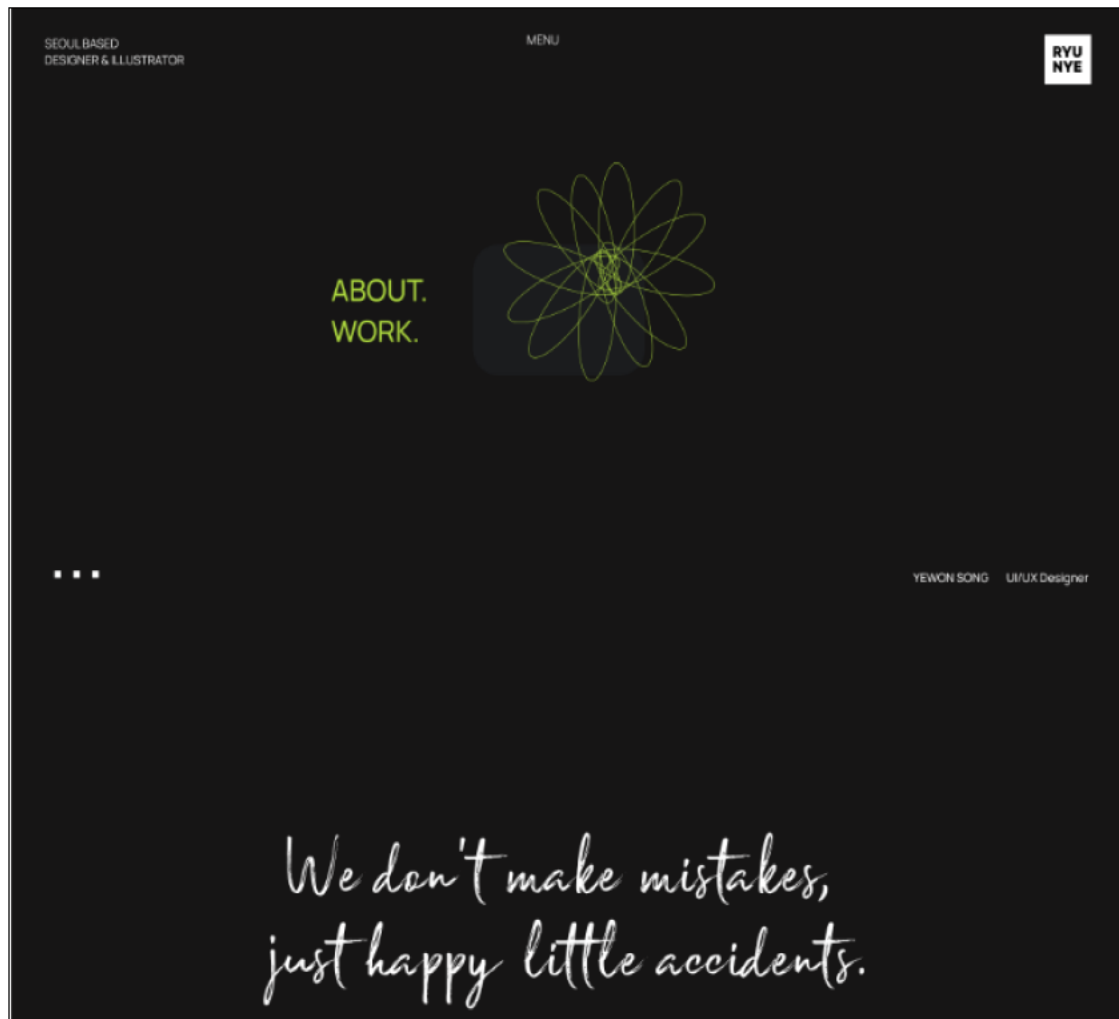 SEOUL BASED
DESIGNER & ILLUSTRATOR
MENU
RYU
NYE
ABOUT.
WORK.
YEWON SONG UI/UX Designer
We don't make mistakes,
just happy little accidents.